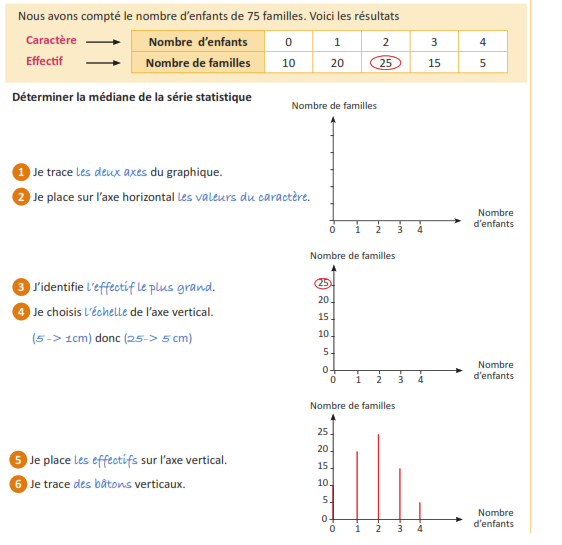 Nous avons compté le nombre d'enfants de 75 familles. Voici les résultats
Caractère Nombre d'enfants 0 1 2 3 4
Effectif Nombre de familles 10 20 25 15 5
Déterminer la médiane de la série statistique
Nombre de familles
1 Je trace les deux axes du graphique.
2 Je place sur l'axe horizontal les valeurs du caractère.
Nombre
d'enfants
0 1 2 3 4
Nombre de familles
25
20
15
10
5
0
3 J'identifie l'effectif le plus grand.
4 Je choisis l'échelle de l'axe vertical.
(5 -> 1cm) donc (25-> 5 cm)
Nombre
d'enfants
0 1 2 3 4
Nombre de familles
25
20
15
10
5
0
5 Je place les effectifs sur l'axe vertical.
6 Je trace des bâtons verticaux.
Nombre
d'enfants
0 1 2 3 4